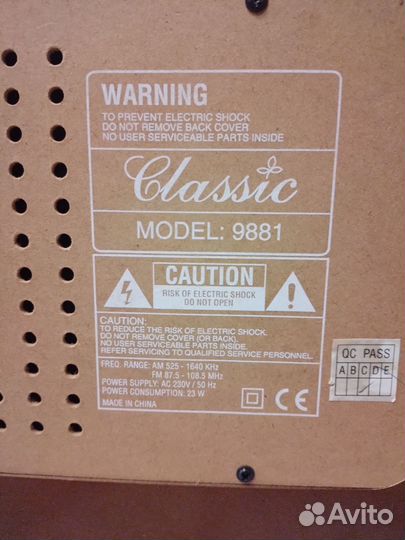 WARNING
TO PREVENT ELECTRIC SHOCK
DO NOT REMOVE BACK COVER
NO USER SERVICEABLE PARTS INSIDE
Classic
MODEL: 9881
CAUTION
RISK OF ELECTRIC SHOCK
DO NOT OPEN
CAUTION:
TO REDUCE THE RISK OF ELECTRIC SHOCK.
DO NOT REMOVE COVER (OR BACK).
NO USER SERVICEABLE PARTS INSIDE.
REFER SERVICING TO QUALIFIED SERVICE PERSONNEL.
FREQ. RANGE: AM 525 - 1640 KHz
FM 87.5 - 108.5 MHz
POWER SUPPLY: AC 230V / 50 Hz
POWER CONSUMPTION: 23 W
MADE IN CHINA
CE
QC PASS
A B C D E
Avito